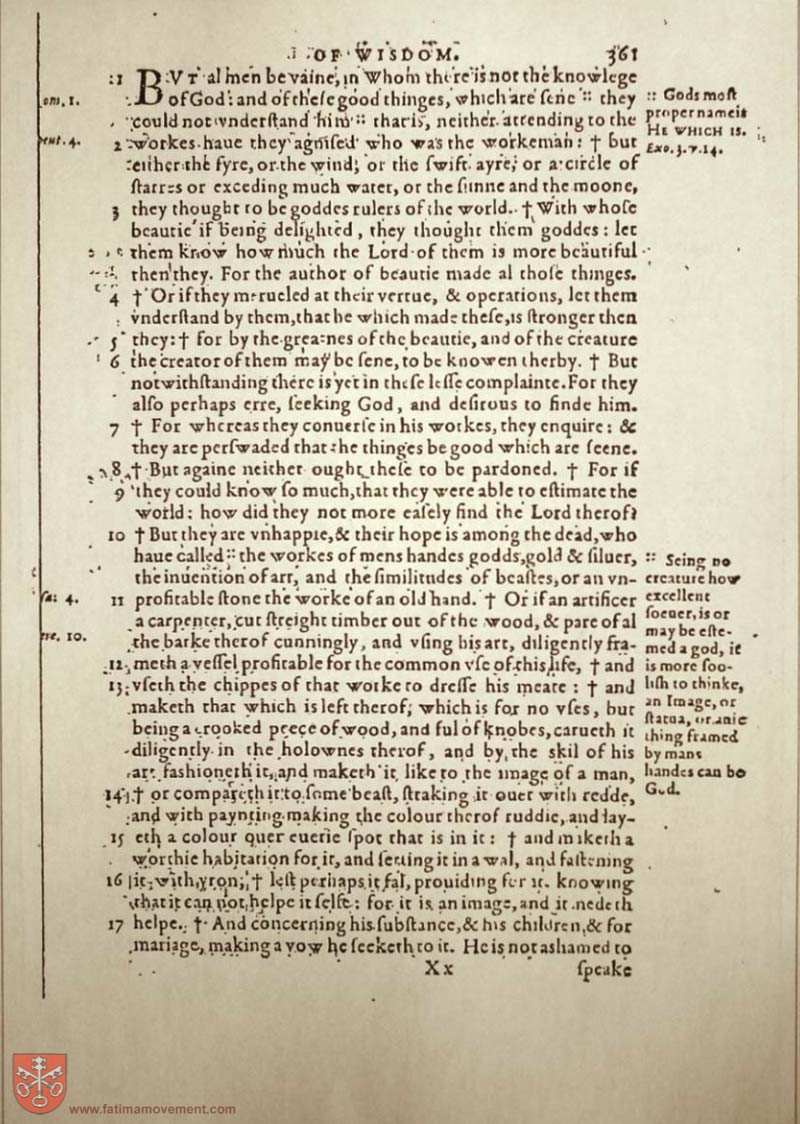 OF WISDOM. 361
1 BVT al men be vaine, in whom there is not the knowlege
of God: and of these good thinges, which are sene :: they
could not vnderstand him :: that is, neither attending to the
2 workes haue they agnised who was the workeman: † but
either the fyre, or the wind, or the swift ayre, or a circle of
starres or exceding much water, or the sunne and the moone,
3 they thought to be goddes rulers of the world. † With whose
beautie if being delighted, they thought them goddes: let
them know how much the Lord of them is more beautiful
then they. For the author of beautie made al those thinges.
4 † Or if they merueled at their vertue, & operations, let them
vnderstand by them, that he which made these, is stronger then
5 they: † for by the greatnes of the beautie, and of the creature
6 the creator of them may be sene, to be knowen therby. † But
notwithstanding there is yet in these lesse complainte. For they
also perhaps erre, seeking God, and desirous to finde him.
7 † For whereas they conuerse in his workes, they enquire: &
they are perswaded that the thinges be good which are seene.
8 † But againe neither ought these to be pardoned. † For if
9 they could know so much, that they were able to estimate the
world: how did they not more easely find the Lord therof?
10 † But they are vnhappie, & their hope is among the dead, who
haue called :: the workes of mens handes godds, gold & siluer,
the inuention of art, and the similitudes of beastes, or an vn-
11 profitable stone the worke of an old hand. † Or if an artificer
a carpenter, cut streight timber out of the wood, & pare of al
the barke therof cunningly, and vsing his art, diligently fra-
12 meth a vessel profitable for the common vse of this life, † and
13 vseth the chippes of that worke to dresse his meate: † and
maketh that which is left therof, which is for no vses, but
being a crooked peece of wood, and ful of knobes, carueth it
diligently in the holownes therof, and by the skil of his
art fashioneth it, and maketh it like to the image of a man,
14 † or compareth it to some beast, straking it ouer with redde,
and with paynting making the colour therof ruddie, and lay-
15 eth a colour ouer euerie spot that is in it: † and maketh a
worthie habitation for it, and setting it in a wal, and fastening
16 it with yron, † lest perhaps it fal, prouiding for it. knowing
that it can not helpe it selfe: for it is an image, and it nedeth
17 helpe. † And concerning his substance, & his children, & for
mariage, making a vow he seeketh to it. He is not ashamed to
Xx speake
:: Gods most
proper name is
HE WHICH IS.
Exo. 3. v. 14.
:: Seing no
creature how
excellent
soeuer, is or
may be este-
med a god, it
is more foo-
lish to thinke,
an Image, or
statua, or anie
thing framed
by mans
handes can be
God.
om. 1.
eut. 4.
sa: 4.
re. 10.
www.fatimamovement.com